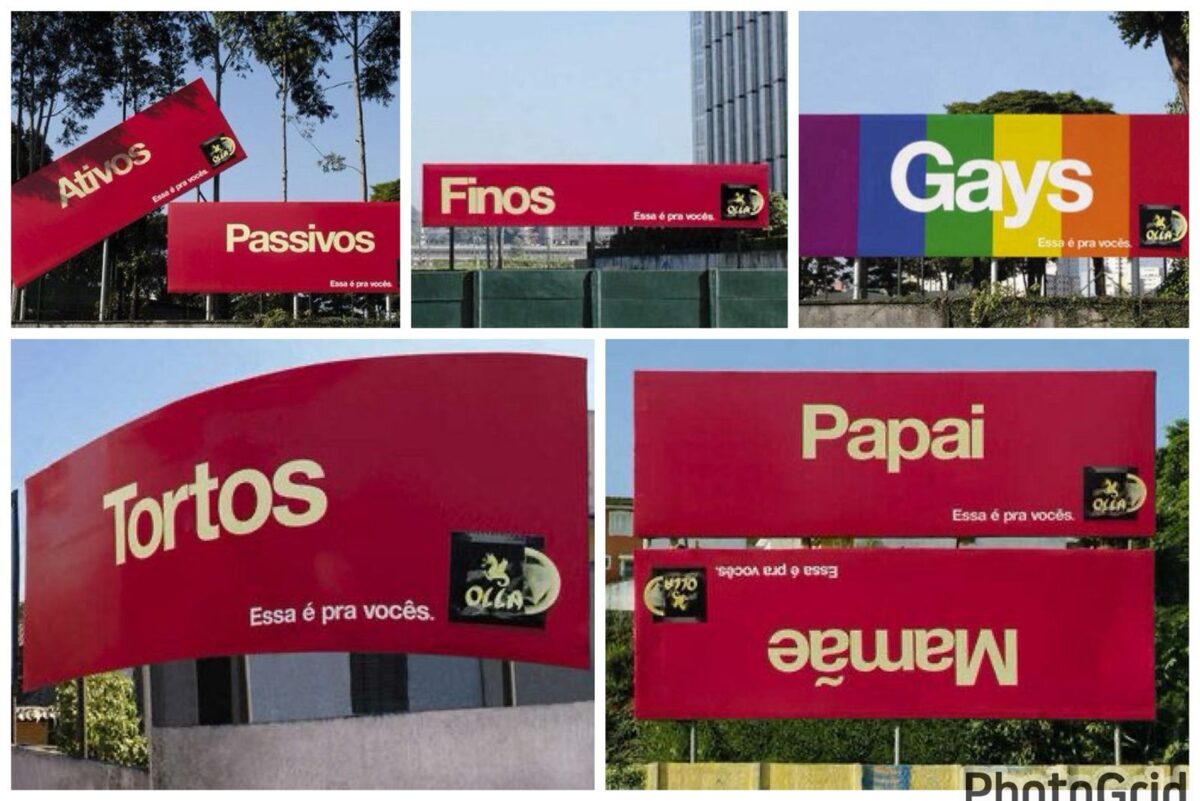 Ativos
Essa é pra vocês.
OLLA
Passivos
Essa é pra vocês.
Finos
Essa é pra vocês.
OLLA
Gays
Essa é pra vocês.
OLLA
Tortos
Essa é pra vocês.
OLLA
Papai
Essa é pra vocês.
OLLA
Essa é pra vocês.
OLLA
Mamãe
PhotoGrid